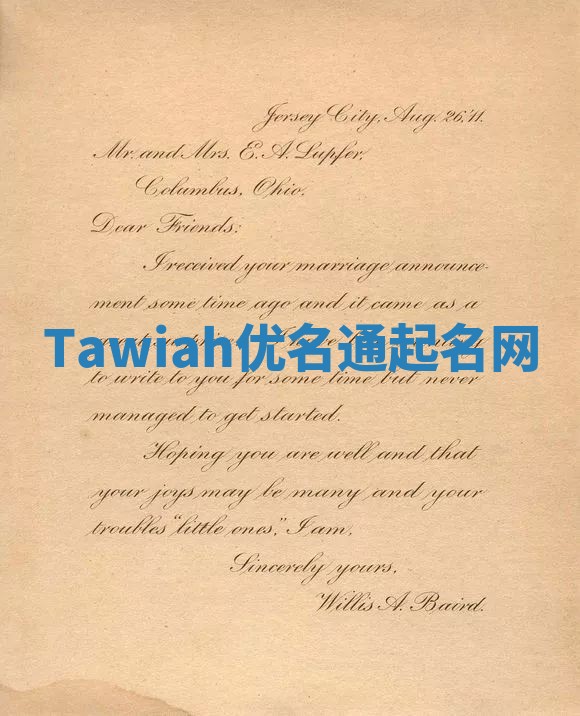 Jersey City, Aug. 26,'11.
Mr. and Mrs. E. A. Lupfer,
Columbus, Ohio.
Dear Friends:
I received your marriage announce-
ment some time ago and it came as a
Tawiah优名通起名网
to write to you for some time but never
managed to get started.
Hoping you are well and that
your joys may be many and your
troubles "little ones," I am,
Sincerely yours,
Willis A. Baird.